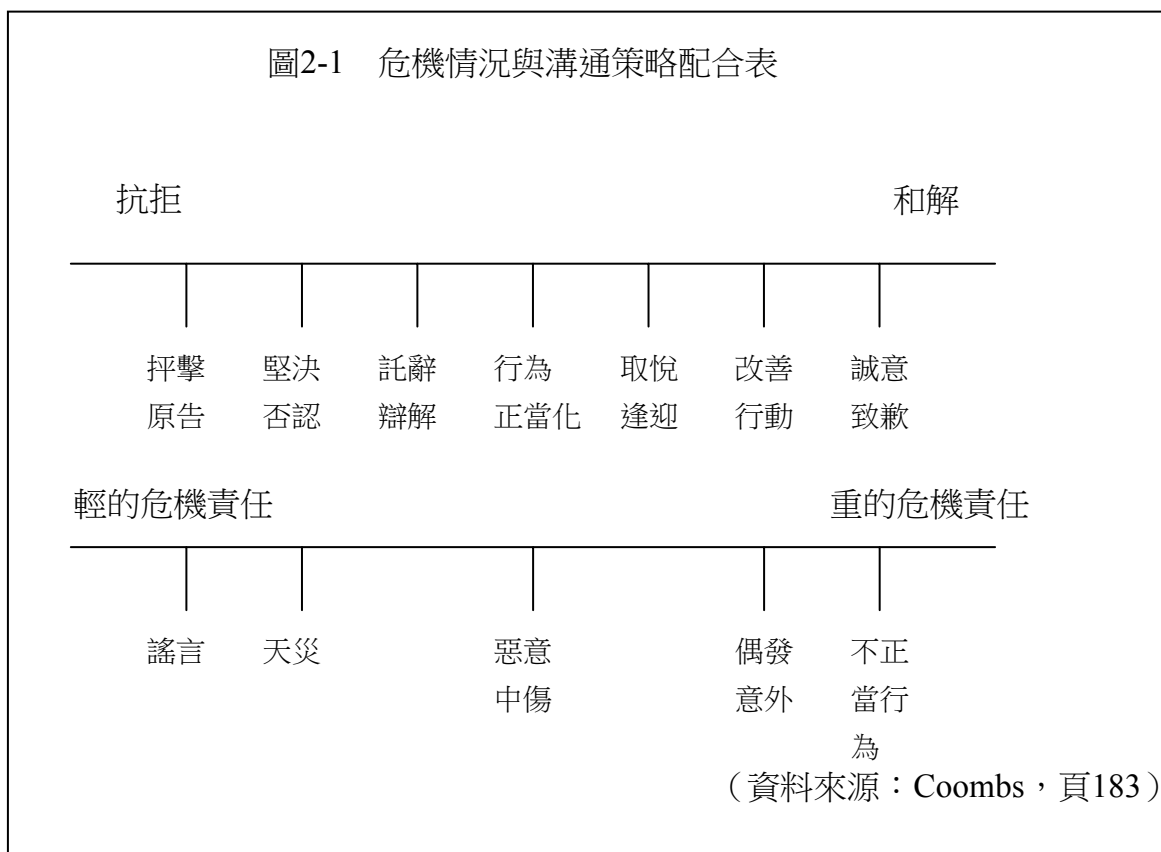 圖2-1 危機情況與溝通策略配合表
抗拒 和解
抨擊 堅決 託辭 行為 取悅 改善 誠意
原告 否認 辯解 正當化 逢迎 行動 致歉
輕的危機責任 重的危機責任
謠言 天災 惡意 偶發 不正
中傷 意外 當行
為
（資料來源：Coombs，頁183）